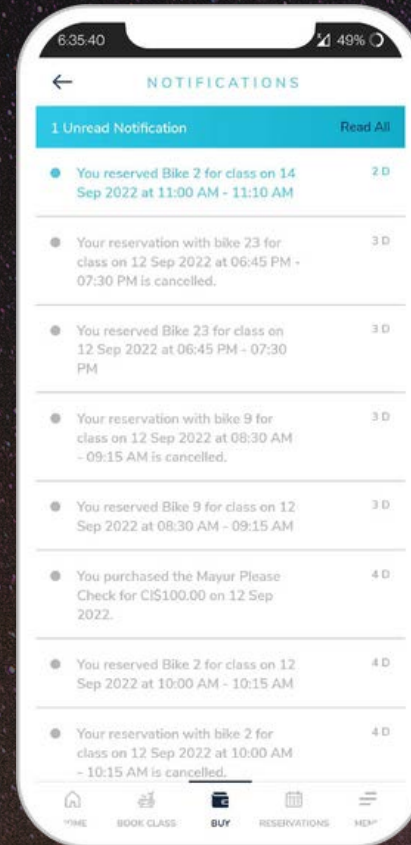 6:35:40
49%
NOTIFICATIONS
1 Unread Notification
Read All
You reserved Bike 2 for class on 14
2 D
Sep 2022 at 11:00 AM - 11:10 AM
Your reservation with bike 23 for
3 D
class on 12 Sep 2022 at 06:45 PM -
07:30 PM is cancelled.
You reserved Bike 23 for class on
3 D
12 Sep 2022 at 06:45 PM - 07:30
PM
Your reservation with bike 9 for
3 D
class on 12 Sep 2022 at 08:30 AM
- 09:15 AM is cancelled.
You reserved Bike 9 for class on 12
3 D
Sep 2022 at 08:30 AM - 09:15 AM
You purchased the Mayur Please
4 D
Check for CI$100.00 on 12 Sep
2022.
You reserved Bike 2 for class on 12
4 D
Sep 2022 at 10:00 AM - 10:15 AM
Your reservation with bike 2 for
4 D
class on 12 Sep 2022 at 10:00 AM
- 10:15 AM is cancelled.
BOOK CLASS
BUY
RESERVATIONS